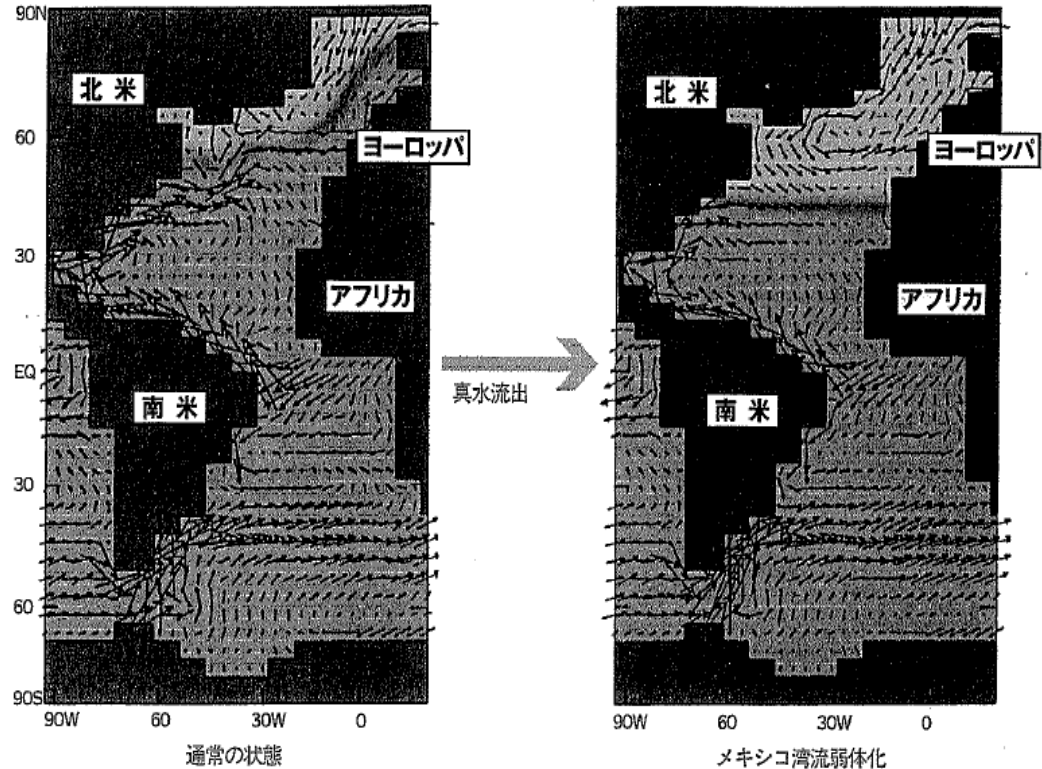 90N
60
30
EQ
30
60
90S
90W
60
30W
0
北米
ヨーロッパ
アフリカ
南米
通常の状態
真水流出
北米
ヨーロッパ
アフリカ
南米
90W
60
30W
0
メキシコ湾流弱体化